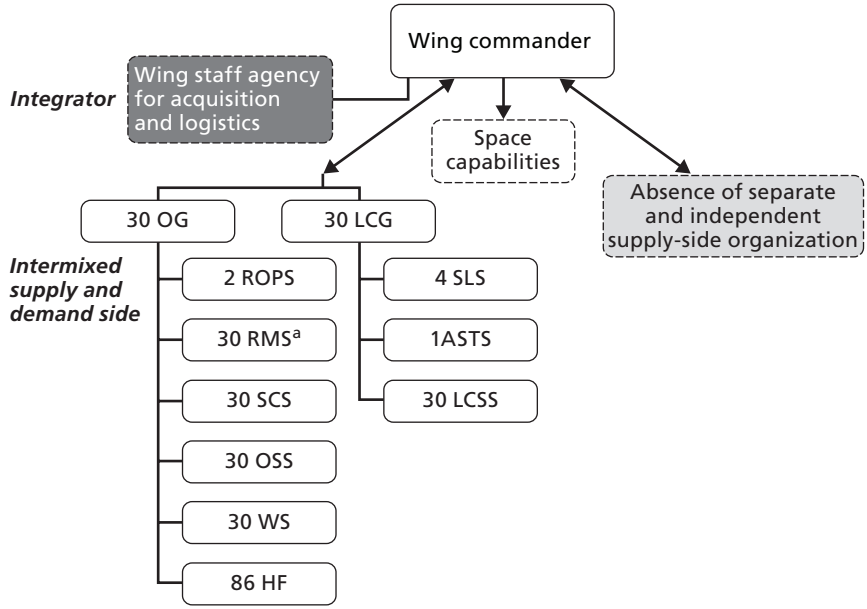 Wing commander
Integrator
Wing staff agency
for acquisition
and logistics
Space
capabilities
Absence of separate
and independent
supply-side organization
30 OG
30 LCG
Intermixed
supply and
demand side
2 ROPS
4 SLS
30 RMSᵃ
1ASTS
30 SCS
30 LCSS
30 OSS
30 WS
86 HF